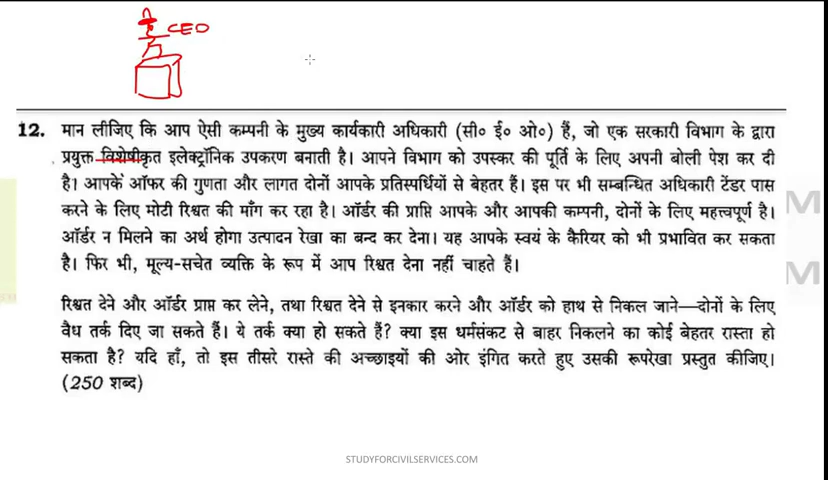 CEO
12. मान लीजिए कि आप ऐसी कम्पनी के मुख्य कार्यकारी अधिकारी (सी० ई० ओ०) हैं, जो एक सरकारी विभाग के द्वारा
प्रयुक्त विशेषीकृत इलेक्ट्रॉनिक उपकरण बनाती है। आपने विभाग को उपस्कर की पूर्ति के लिए अपनी बोली पेश कर दी
है। आपके ऑफर की गुणता और लागत दोनों आपके प्रतिस्पर्धियों से बेहतर हैं। इस पर भी सम्बन्धित अधिकारी टेंडर पास
करने के लिए मोटी रिश्वत की माँग कर रहा है। ऑर्डर की प्राप्ति आपके और आपकी कम्पनी, दोनों के लिए महत्त्वपूर्ण है।
ऑर्डर न मिलने का अर्थ होगा उत्पादन रेखा का बन्द कर देना। यह आपके स्वयं के कैरियर को भी प्रभावित कर सकता
है। फिर भी, मूल्य-सचेत व्यक्ति के रूप में आप रिश्वत देना नहीं चाहते हैं।
रिश्वत देने और ऑर्डर प्राप्त कर लेने, तथा रिश्वत देने से इनकार करने और ऑर्डर को हाथ से निकल जाने—दोनों के लिए
वैध तर्क दिए जा सकते हैं। ये तर्क क्या हो सकते हैं? क्या इस धर्मसंकट से बाहर निकलने का कोई बेहतर रास्ता हो
सकता है? यदि हाँ, तो इस तीसरे रास्ते की अच्छाइयों की ओर इंगित करते हुए उसकी रूपरेखा प्रस्तुत कीजिए।
(250 शब्द)
M
M
STUDYFORCIVILSERVICES.COM